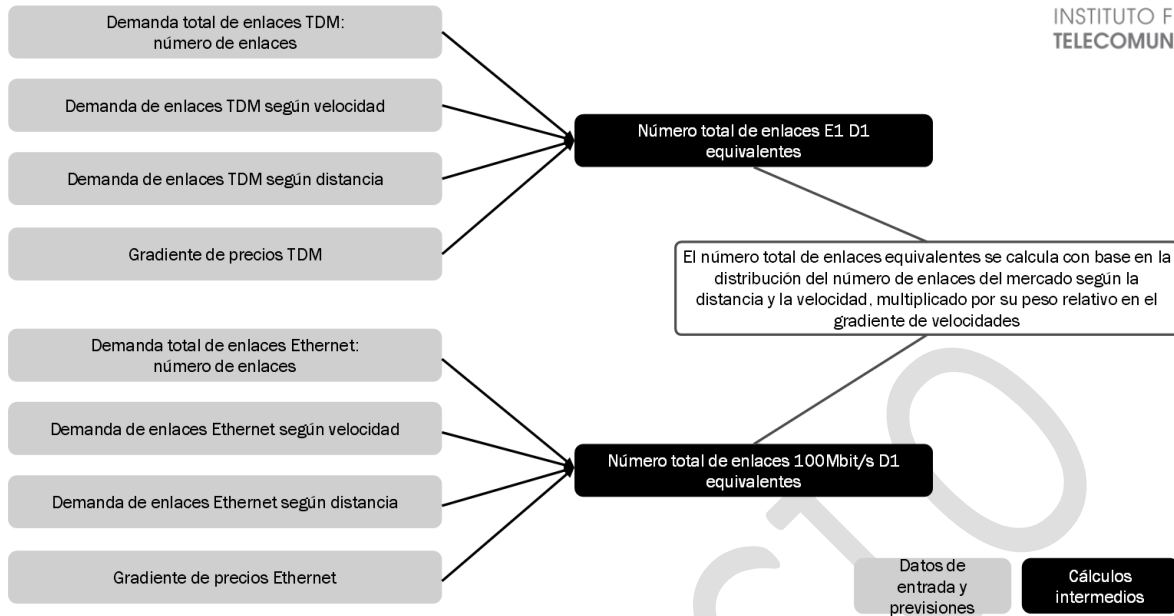 INSTITUTO F
TELECOMUN
Demanda total de enlaces TDM:
número de enlaces
Demanda de enlaces TDM según velocidad
Demanda de enlaces TDM según distancia
Gradiente de precios TDM
Número total de enlaces E1 D1
equivalentes
El número total de enlaces equivalentes se calcula con base en la
distribución del número de enlaces del mercado según la
distancia y la velocidad, multiplicado por su peso relativo en el
gradiente de velocidades
Demanda total de enlaces Ethernet:
número de enlaces
Demanda de enlaces Ethernet según velocidad
Demanda de enlaces Ethernet según distancia
Gradiente de precios Ethernet
Número total de enlaces 100Mbit/s D1
equivalentes
Datos de
entrada y
previsiones
Cálculos
intermedios